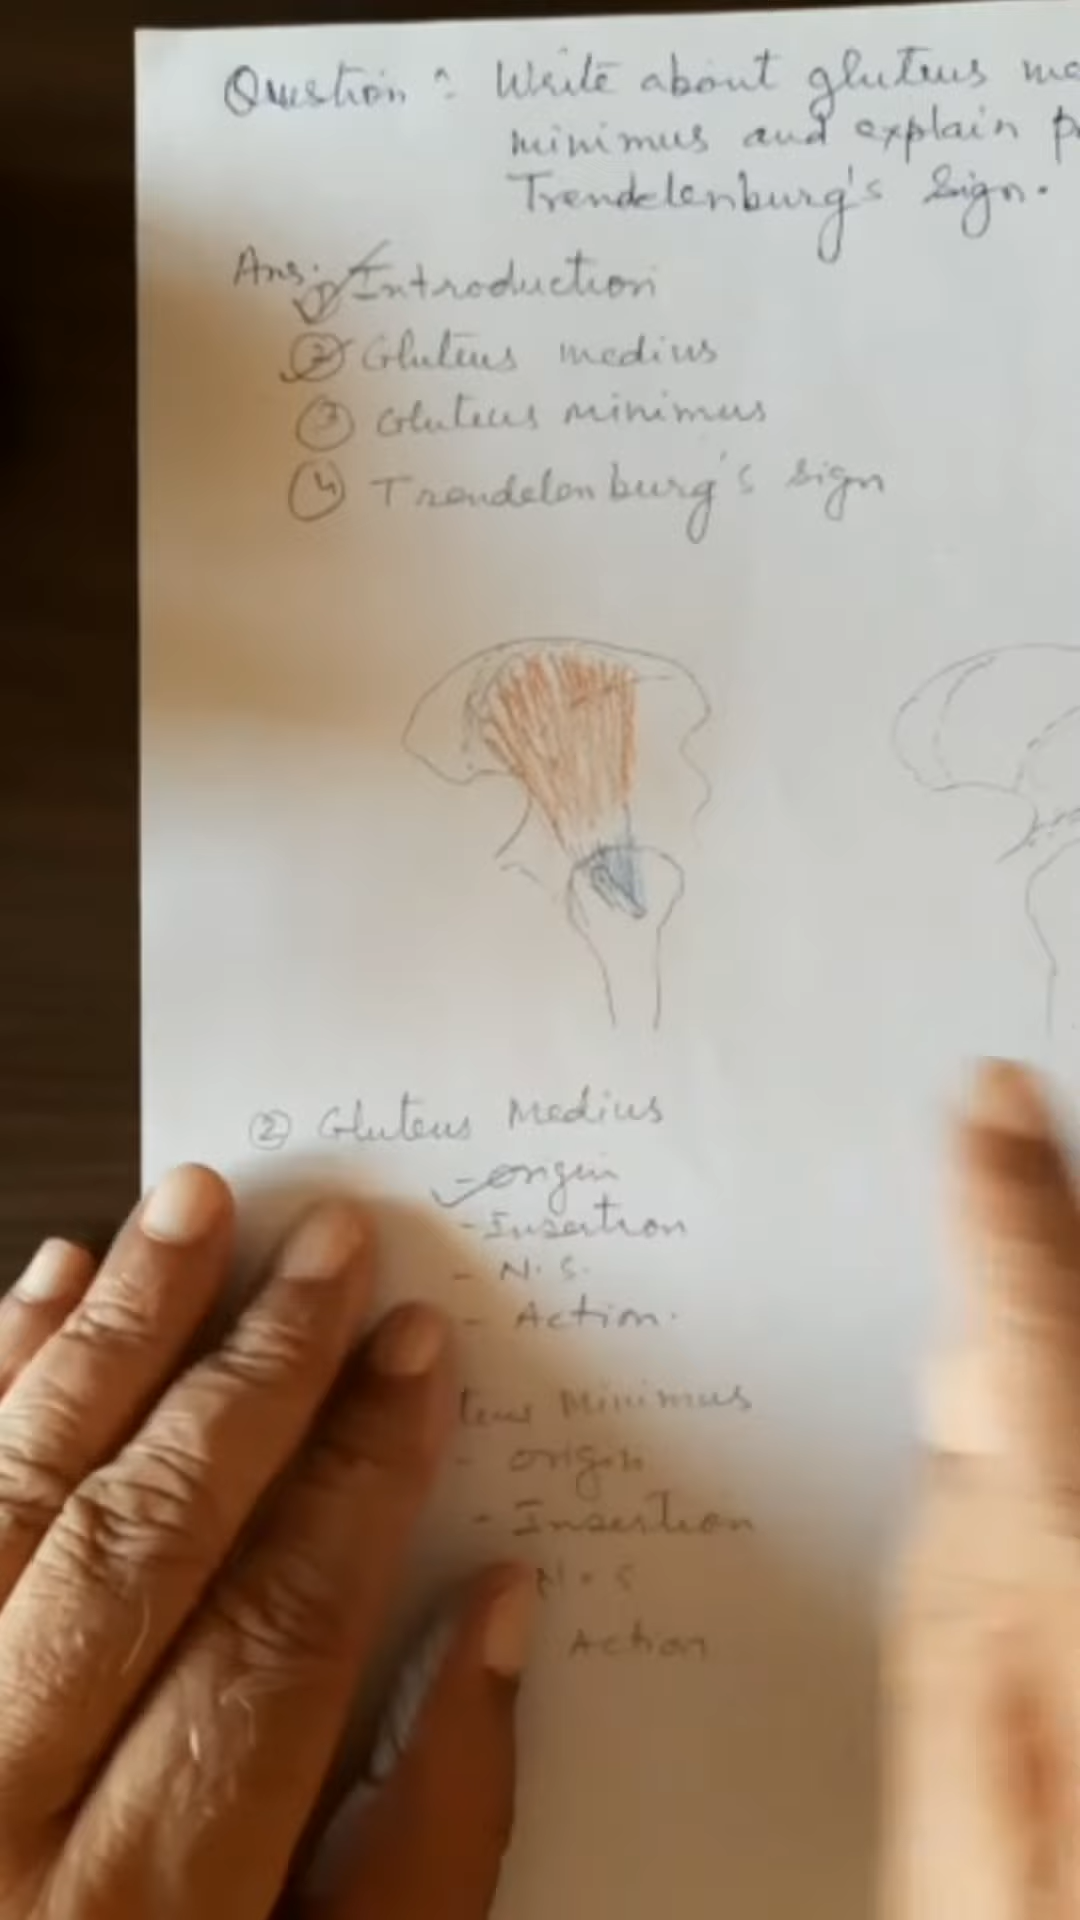 Question : Write about gluteus
minimus and explain
Trendelenburg's sign.
Ans: ① Introduction
② Gluteus medius
③ Gluteus minimus
④ Trendelenburg's sign
② Gluteus Medius
- origin
- Insertion
- N. S.
- Action.
Minimus
- origin
- Insertion
N. S
Action